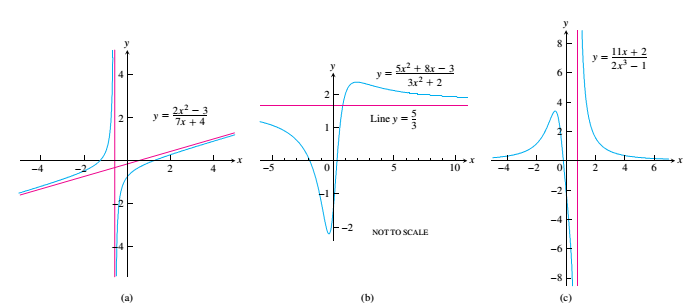 y
4
2
−4
−2
2
4
x
−2
−4
y = (2x² − 3)/(7x + 4)
(a)
y
y = (5x² + 8x − 3)/(3x² + 2)
2
Line y = 5/3
1
−5
0
5
10
x
−1
−2
NOT TO SCALE
(b)
y
8
y = (11x + 2)/(2x³ − 1)
6
4
2
−4
−2
0
2
4
6
x
−2
−4
−6
−8
(c)